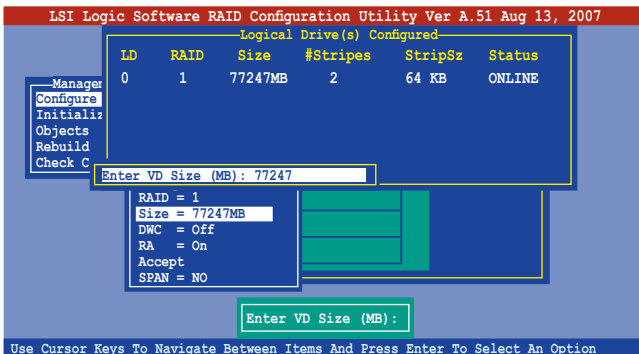 LSI Logic Software RAID Configuration Utility Ver A.51 Aug 13, 2007
Logical Drive(s) Configured
LD RAID Size #Stripes StripSz Status
0 1 77247MB 2 64 KB ONLINE
Configure
Objects
Rebuild
Check C
Enter VD Size (MB): 77247
RAID = 1
Size = 77247MB
DWC = Off
RA = On
Accept
SPAN = NO
Enter VD Size (MB):
Use Cursor Keys To Navigate Between Items And Press Enter To Select An Option